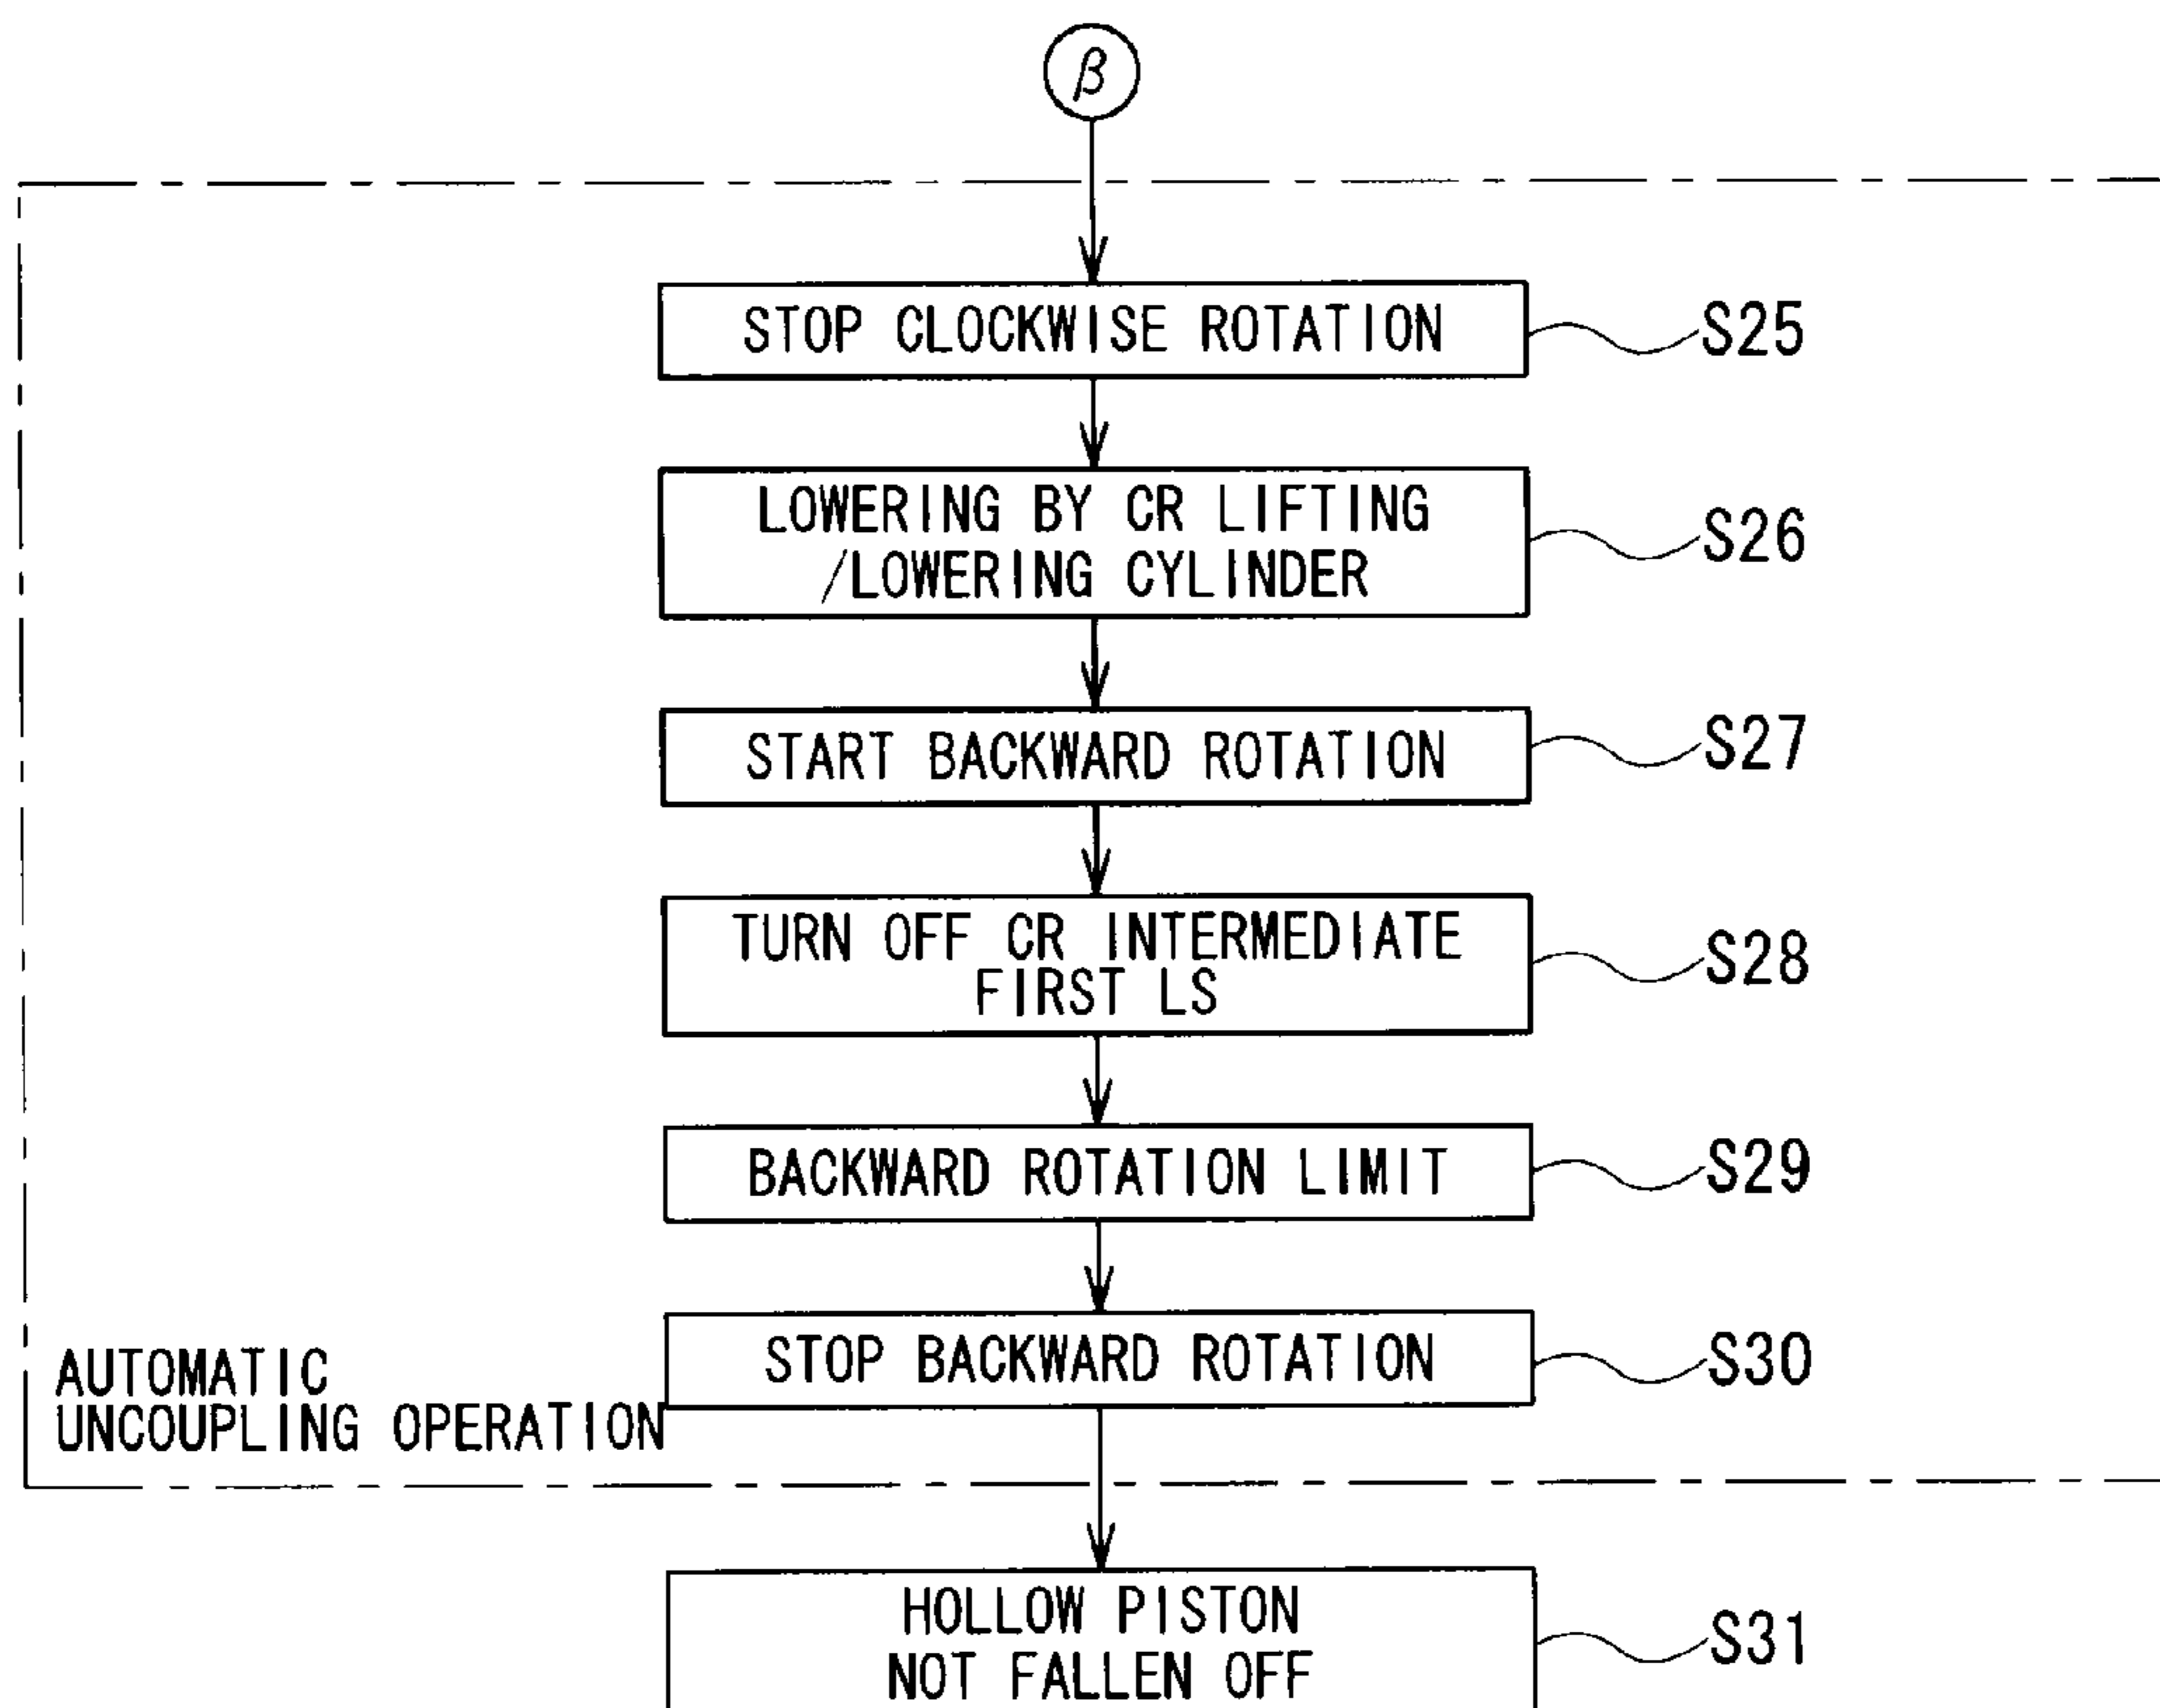 β
STOP CLOCKWISE ROTATION
S25
LOWERING BY CR LIFTING
/LOWERING CYLINDER
S26
START BACKWARD ROTATION
S27
TURN OFF CR INTERMEDIATE
FIRST LS
S28
BACKWARD ROTATION LIMIT
S29
STOP BACKWARD ROTATION
S30
AUTOMATIC
UNCOUPLING OPERATION
HOLLOW PISTON
NOT FALLEN OFF
S31